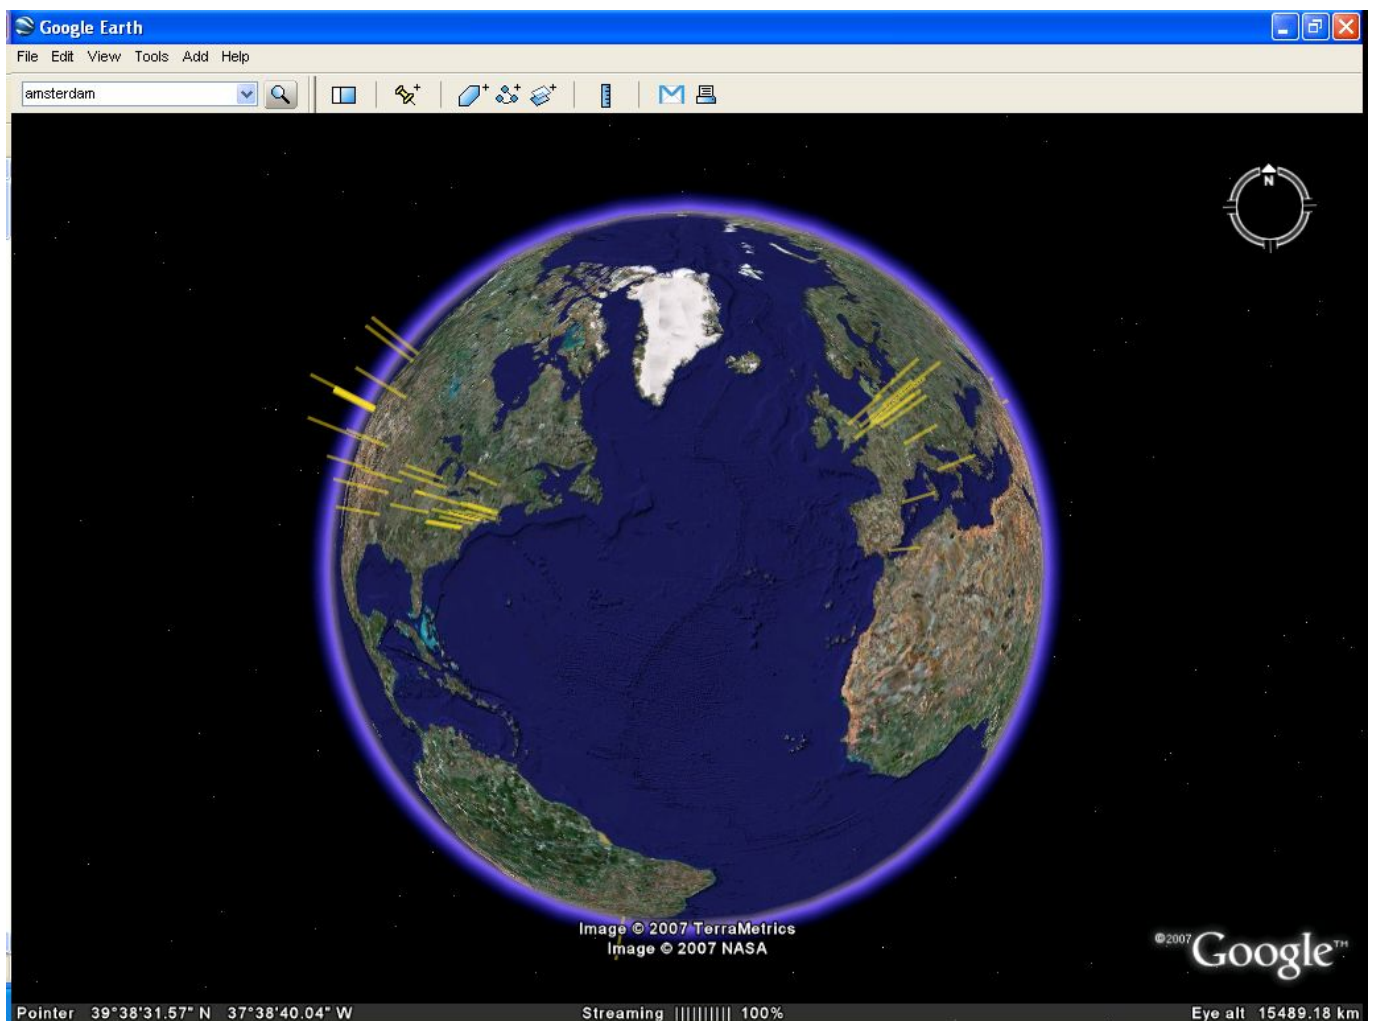 Google Earth
File Edit View Tools Add Help
amsterdam
N
Image © 2007 TerraMetrics
Image © 2007 NASA
©2007 Google™
Pointer 39°38'31.57" N 37°38'40.04" W Streaming |||||||||| 100% Eye alt 15489.18 km